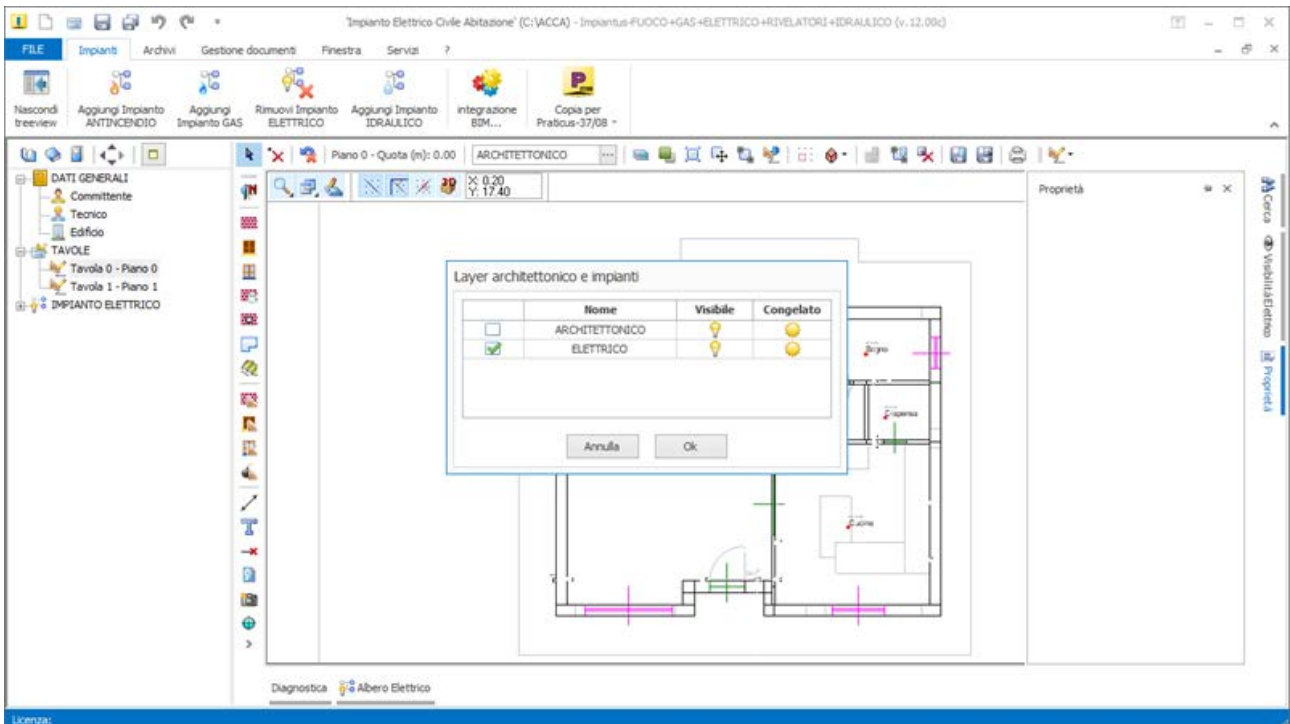 'Impianto Elettrico Civile Abitazione' (C:\ACCA) - Impiantus-FUOCO+GAS+ELETTRICO+RIVELATORI+IDRAULICO (v.12.00c)
FILE Impianti Archivi Gestione documenti Finestra Servizi ?
Nascondi treeview
Aggiungi Impianto ANTINCENDIO
Aggiungi Impianto GAS
Rimuovi Impianto ELETTRICO
Aggiungi Impianto IDRAULICO
integrazione BIM...
Copia per Praticus-37/08
Piano 0 - Quota (m): 0.00 ARCHITETTONICO ...
X: 0.20
Y: 17.40
DATI GENERALI
Committente
Tecnico
Edificio
TAVOLE
Tavola 0 - Piano 0
Tavola 1 - Piano 1
IMPIANTO ELETTRICO
Layer architettonico e impianti
Nome Visibile Congelato
ARCHITETTONICO
ELETTRICO
Annulla Ok
Bagno
Dispensa
Cucina
Proprietà
Cerca
Visibilità Elettrico
Proprietà
Diagnostica Albero Elettrico
Licenza: